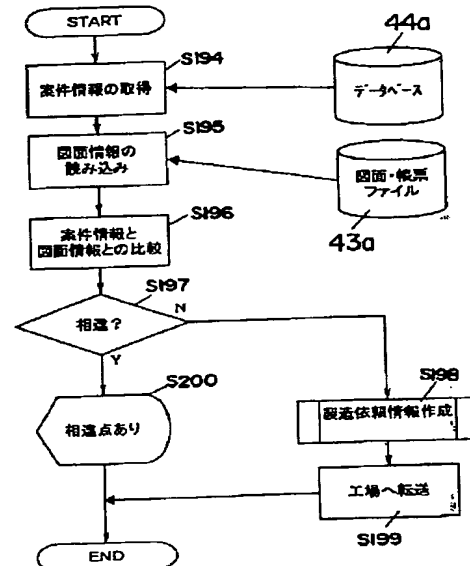 START
44a
S194
案件情報の取得
データベース
S195
図面情報の
読み込み
図面・帳票
ファイル
43a
S196
案件情報と
図面情報との比較
S197
相違？
N
Y
S200
相違点あり
S198
製造依頼情報作成
工場へ転送
S199
END